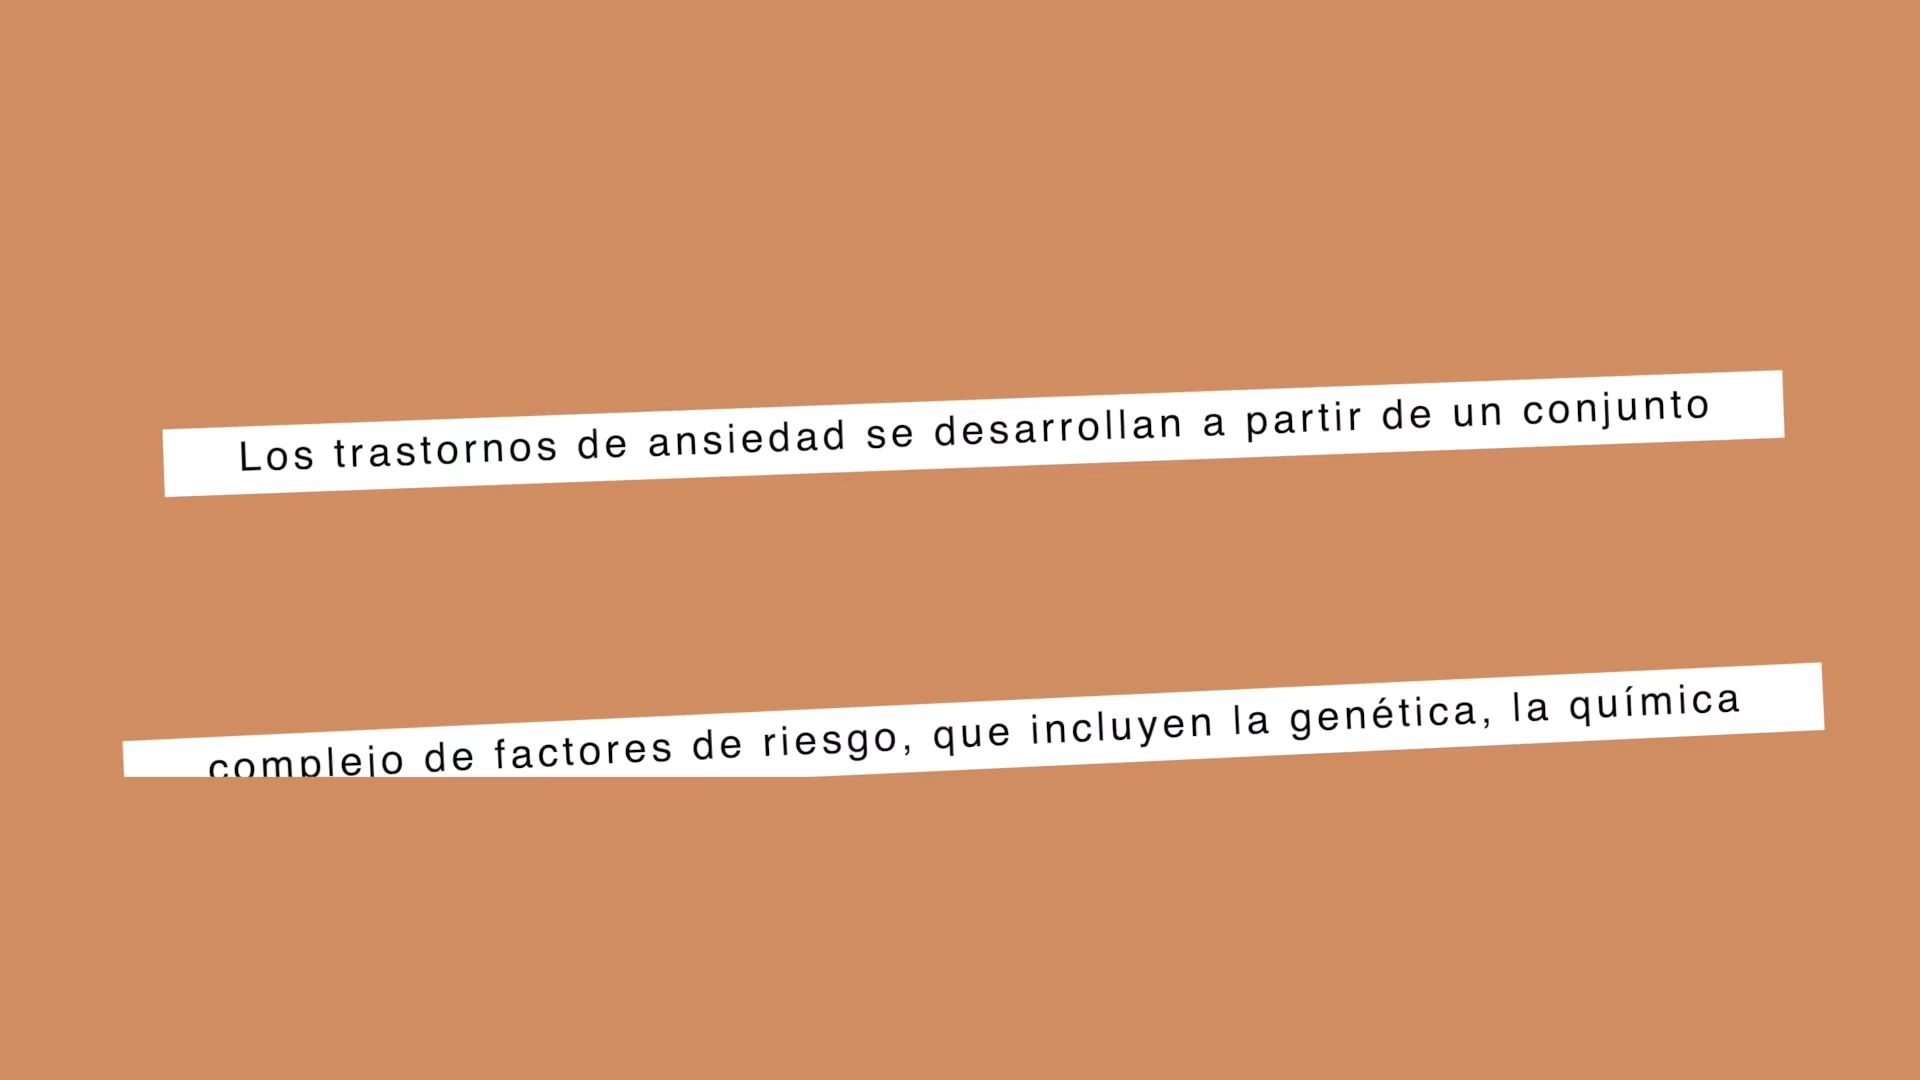 Los trastornos de ansiedad se desarrollan a partir de un conjunto
complejo de factores de riesgo, que incluyen la genética, la química